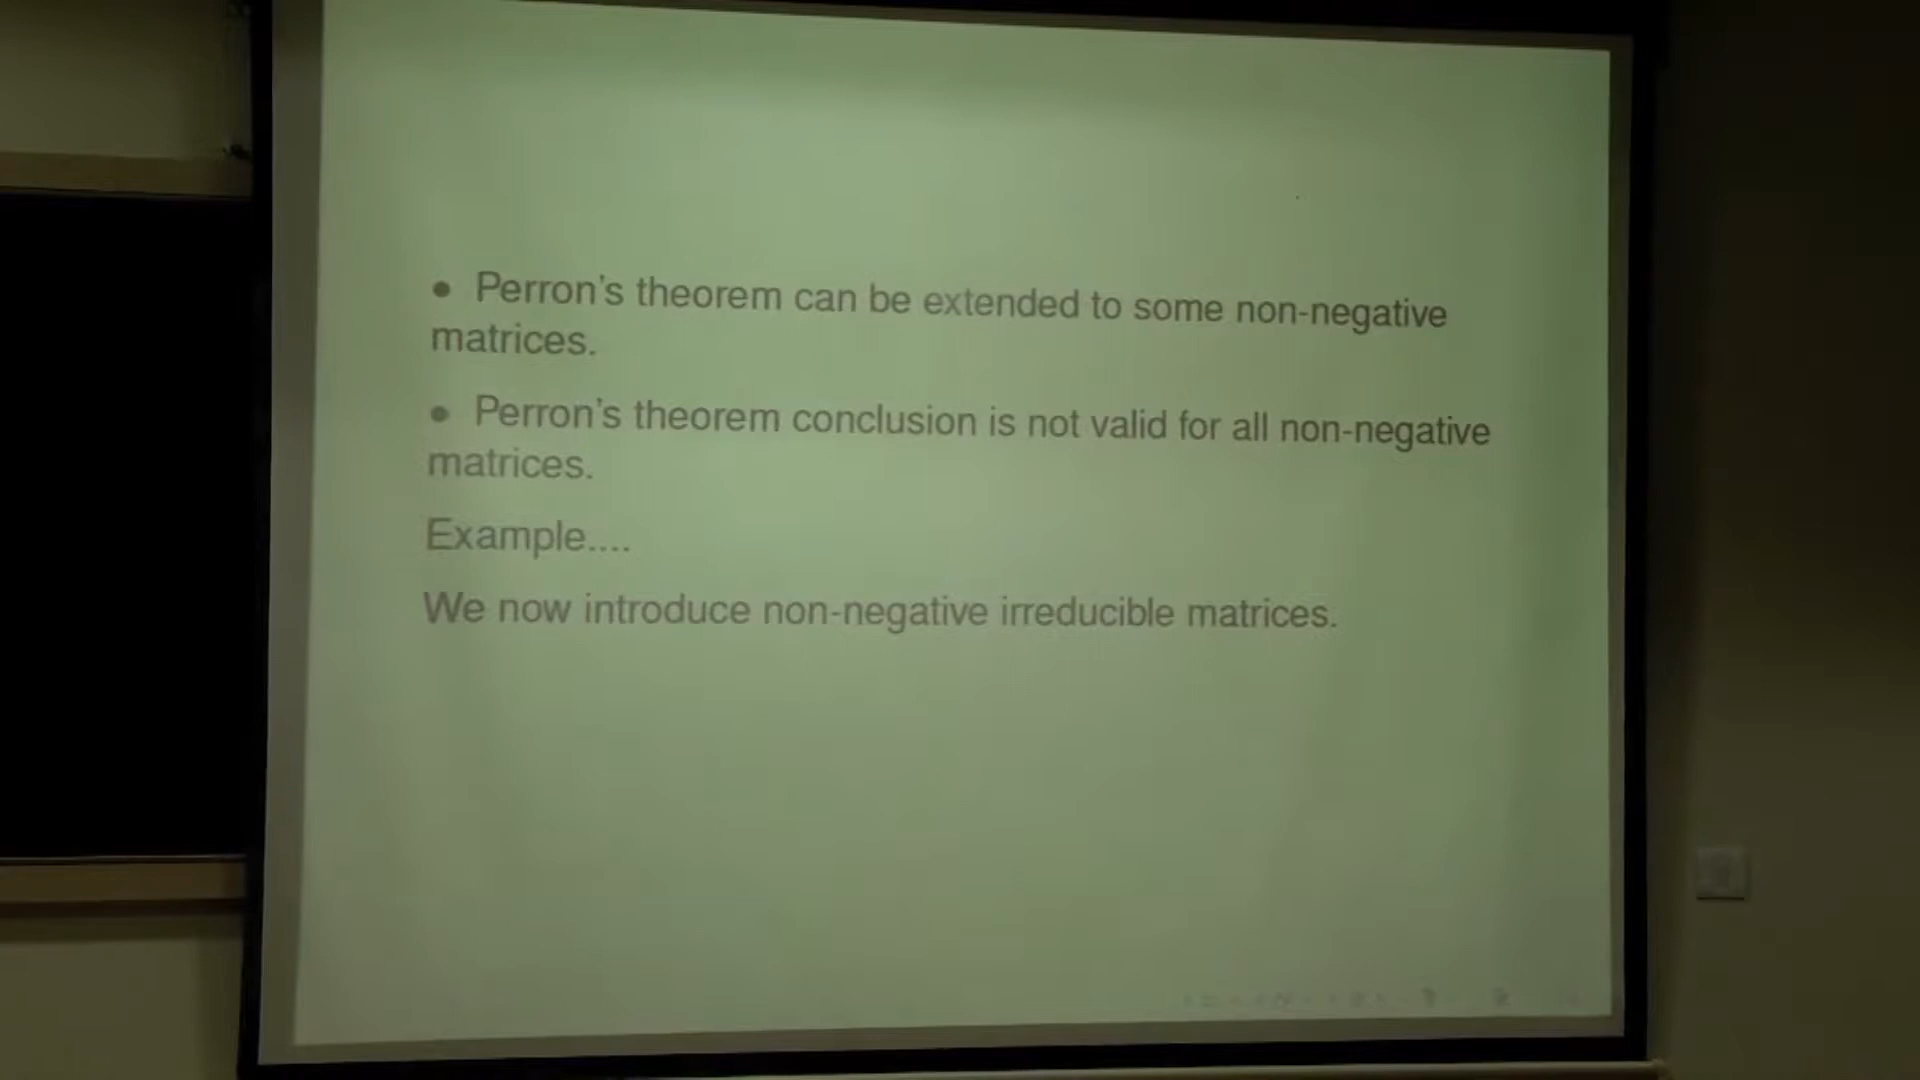 • Perron's theorem can be extended to some non-negative
matrices.
• Perron's theorem conclusion is not valid for all non-negative
matrices.
Example....
We now introduce non-negative irreducible matrices.